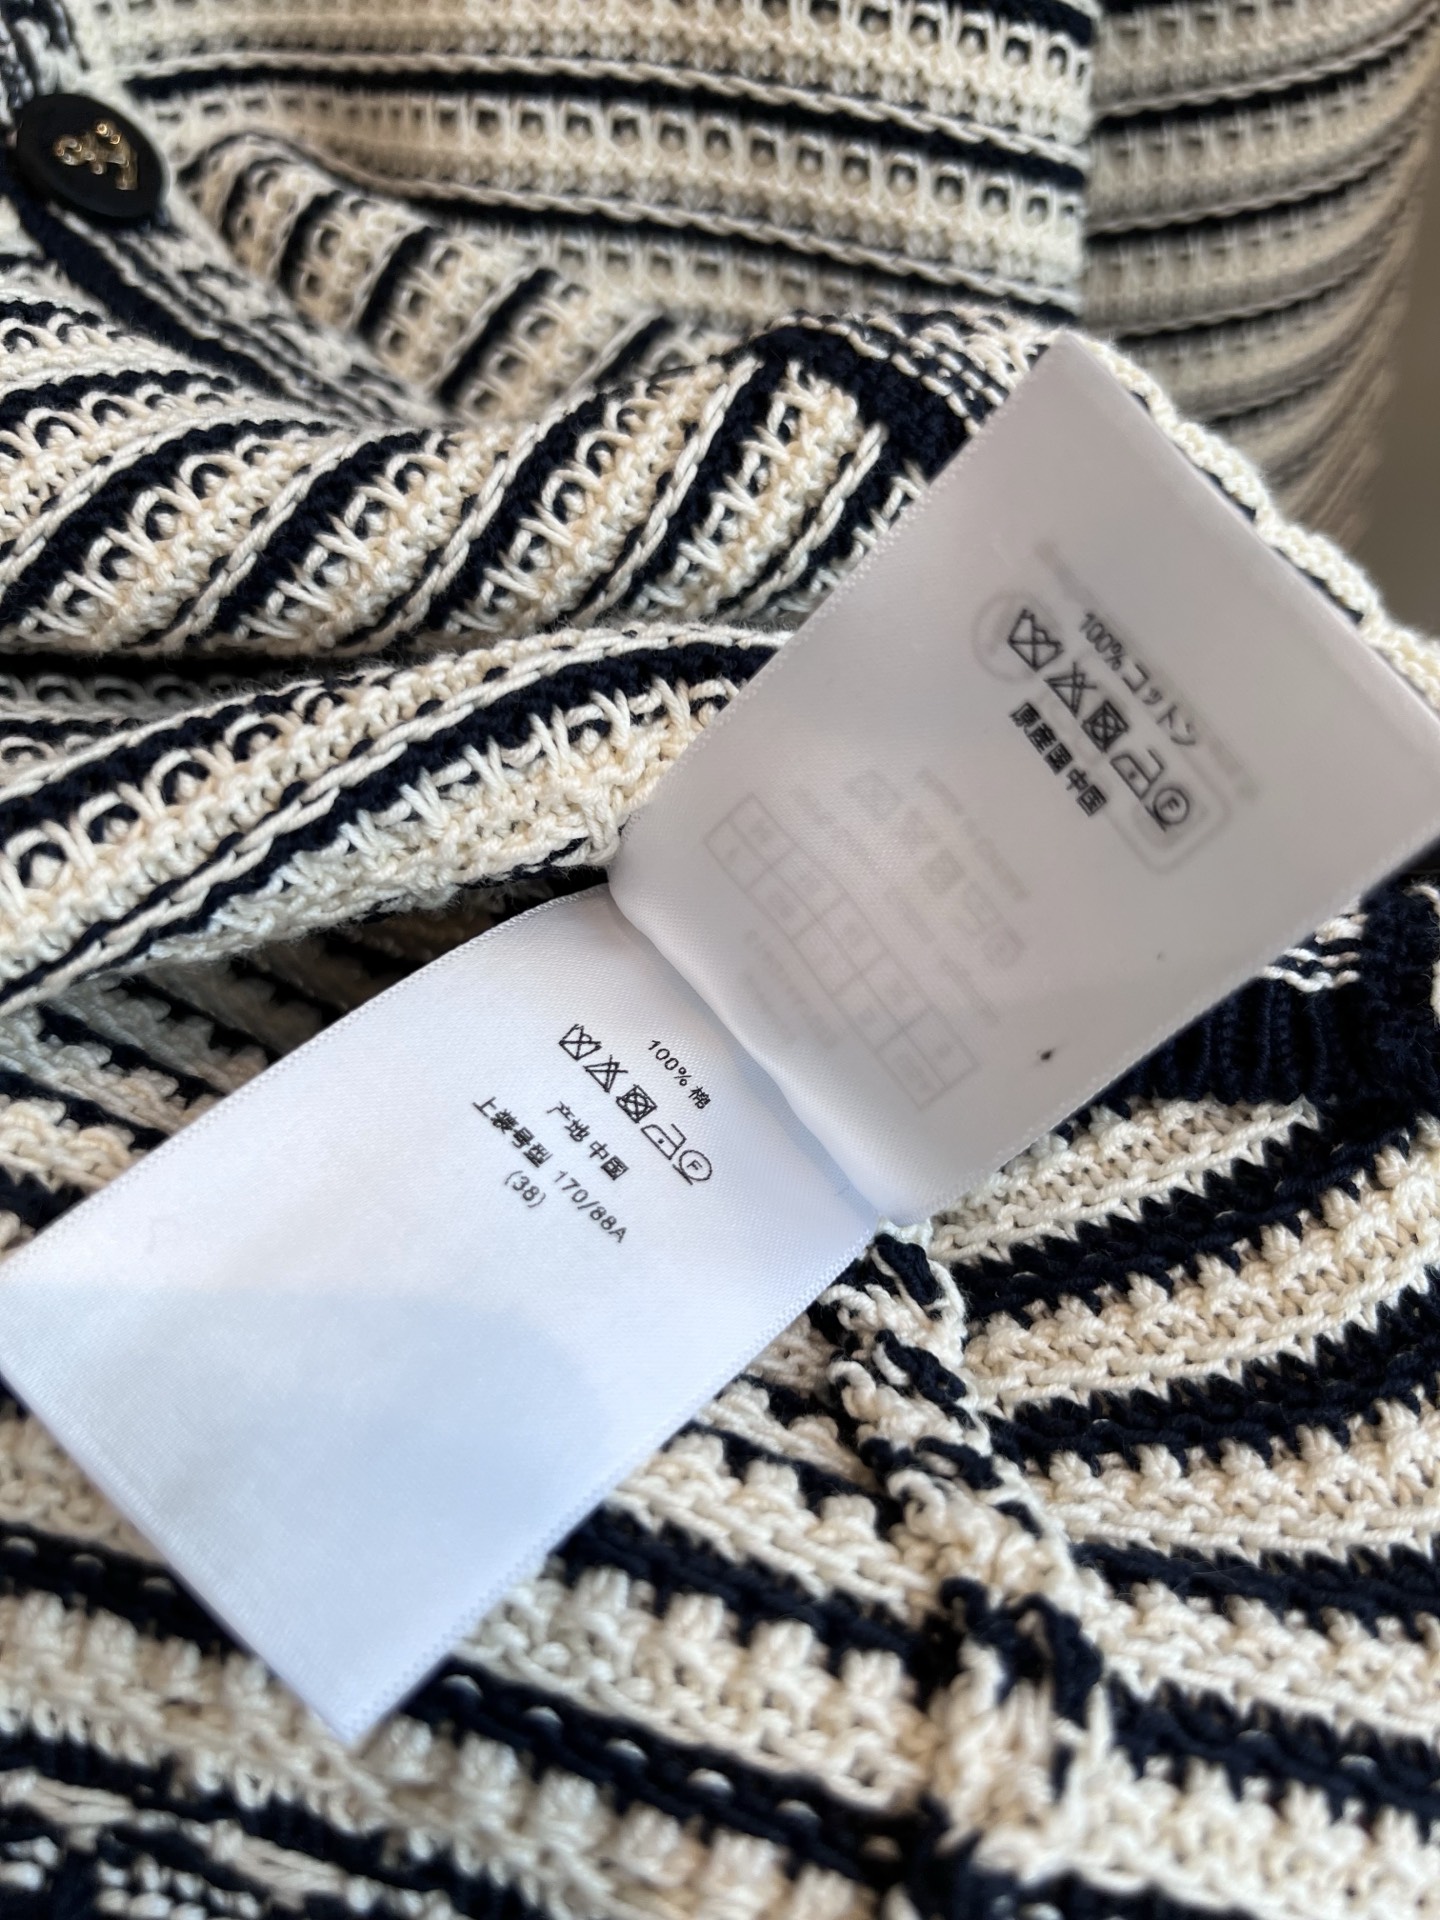 100% コットン
原産国 中国
100% 棉
F
产地 中国
上装号型 170/88A
(38)